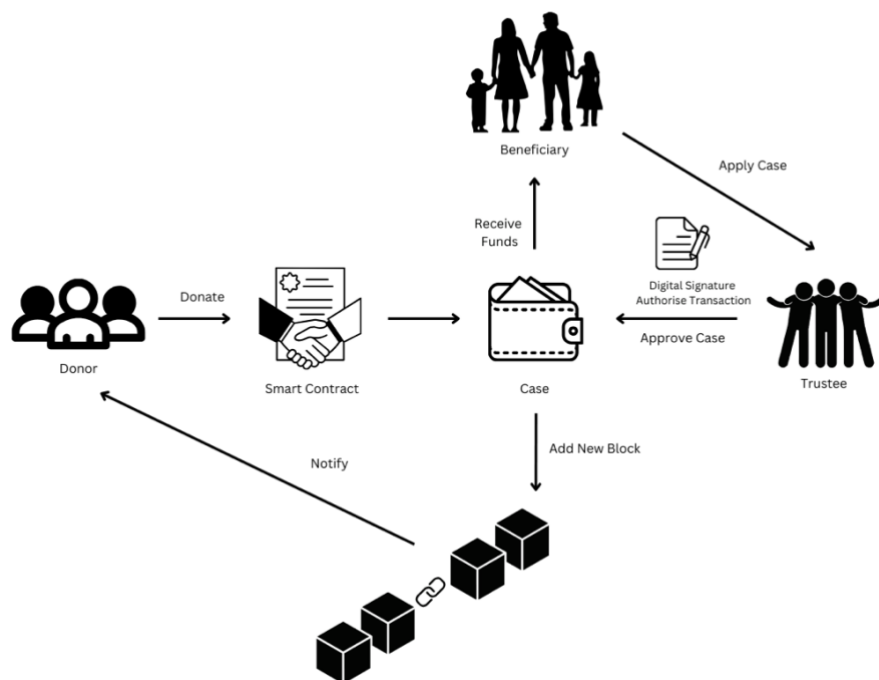 Beneficiary
Apply Case
Receive
Funds
Digital Signature
Authorise Transaction
Donate
Approve Case
Donor
Smart Contract
Case
Trustee
Add New Block
Notify